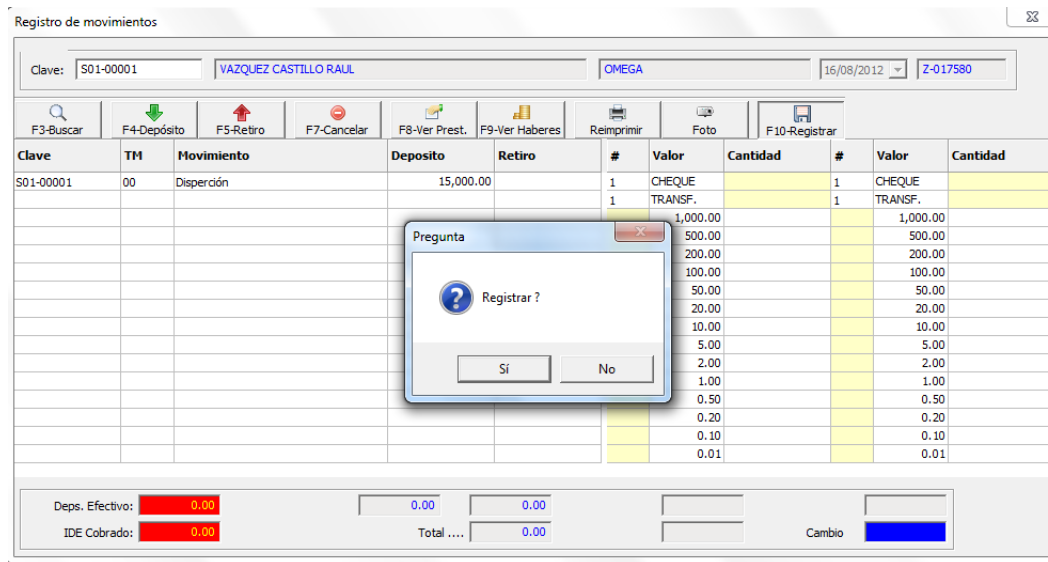 Registro de movimientos
Clave: S01-00001 VAZQUEZ CASTILLO RAUL OMEGA 16/08/2012 Z-017580
F3-Buscar F4-Depósito F5-Retiro F7-Cancelar F8-Ver Prest. F9-Ver Haberes Reimprimir Foto F10-Registrar
Clave TM Movimiento Deposito Retiro # Valor Cantidad # Valor Cantidad
S01-00001 00 Disperción 15,000.00 1 CHEQUE 1 CHEQUE
1 TRANSF. 1 TRANSF.
1,000.00 1,000.00
Pregunta 500.00 500.00
200.00 200.00
100.00 100.00
Registrar ? 50.00 50.00
20.00 20.00
10.00 10.00
5.00 5.00
Sí No 2.00 2.00
1.00 1.00
0.50 0.50
0.20 0.20
0.10 0.10
0.01 0.01
Deps. Efectivo: 0.00 0.00 0.00
IDE Cobrado: 0.00 Total .... 0.00 Cambio